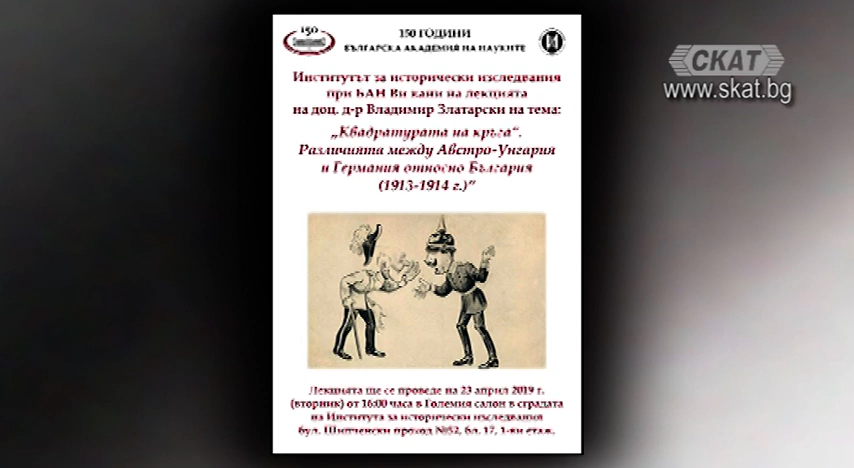 150
150 ГОДИНИ
БЪЛГАРСКА АКАДЕМИЯ НА НАУКИТЕ
СКАТ
www.skat.bg
Институтът за исторически изследвания
при БАН Ви кани на лекцията
на доц. д-р Владимир Златарски на тема:
„Квадратурата на кръга“.
Различията между Австро-Унгария
и Германия относно България
(1913-1914 г.)”
Лекцията ще се проведе на 23 април 2019 г.
(вторник) от 16:00 часа в Големия салон в сградата
на Института за исторически изследвания
бул. Шипченски проход №52, бл. 17, 1-ви етаж.